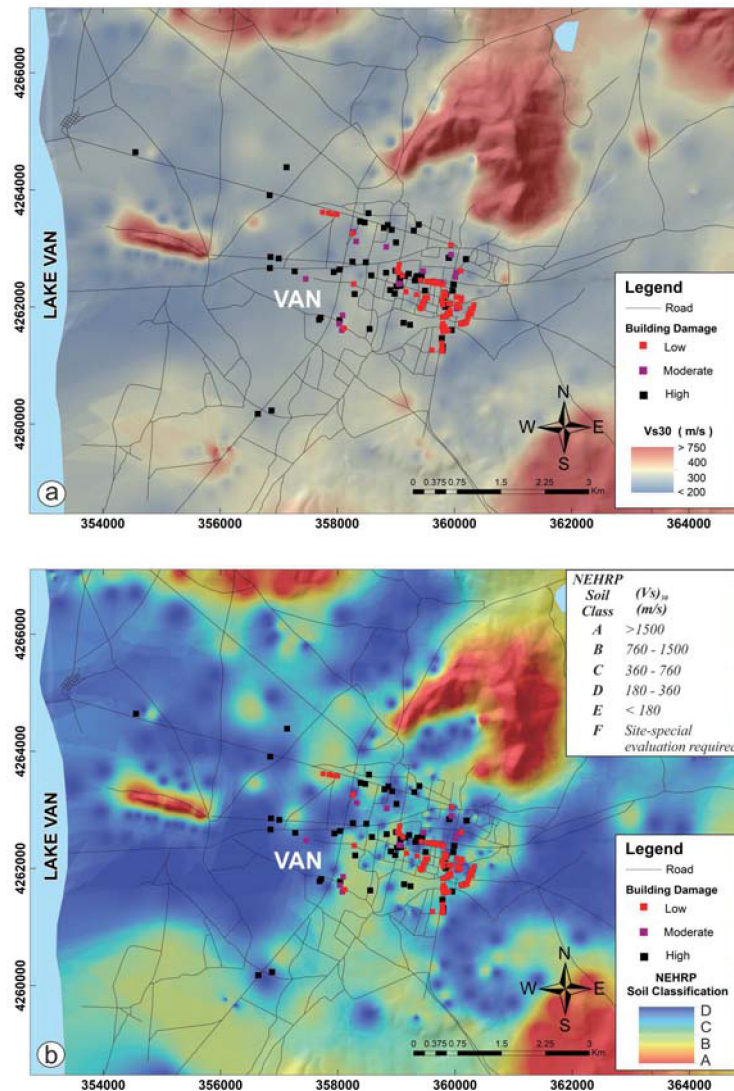 4266000
4264000
4262000
4260000
LAKE VAN
VAN
Legend
Road
Building Damage
Low
Moderate
High
Vs30 ( m/s )
> 750
400
300
< 200
N
W E
S
0 0.375 0.75 1.5 2.25 3
Km
a
354000 356000 358000 360000 362000 364000
NEHRP
Soil (Vs)30
Class (m/s)
A >1500
B 760 - 1500
C 360 - 760
D 180 - 360
E < 180
F Site-special
evaluation required
4266000
4264000
4262000
4260000
LAKE VAN
VAN
Legend
Road
Building Damage
Low
Moderate
High
NEHRP
Soil Classification
D
C
B
A
N
W E
S
0 0.375 0.75 1.5 2.25 3
Km
b
354000 356000 358000 360000 362000 364000